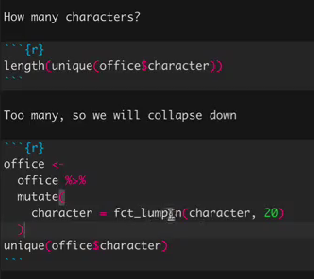 How many characters?
```{r}
length(unique(office$character))
```
Too many, so we will collapse down
```{r}
office <-
  office %>%
  mutate(
    character = fct_lump_n(character, 20)
  )
unique(office$character)
```